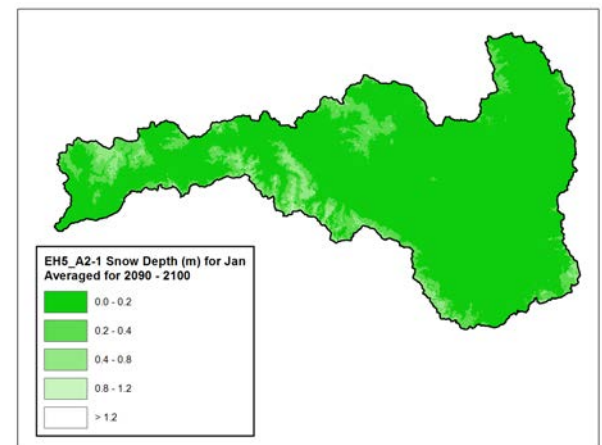 EH5_A2-1 Snow Depth (m) for Jan
Averaged for 2090 - 2100
0.0 - 0.2
0.2 - 0.4
0.4 - 0.8
0.8 - 1.2
> 1.2